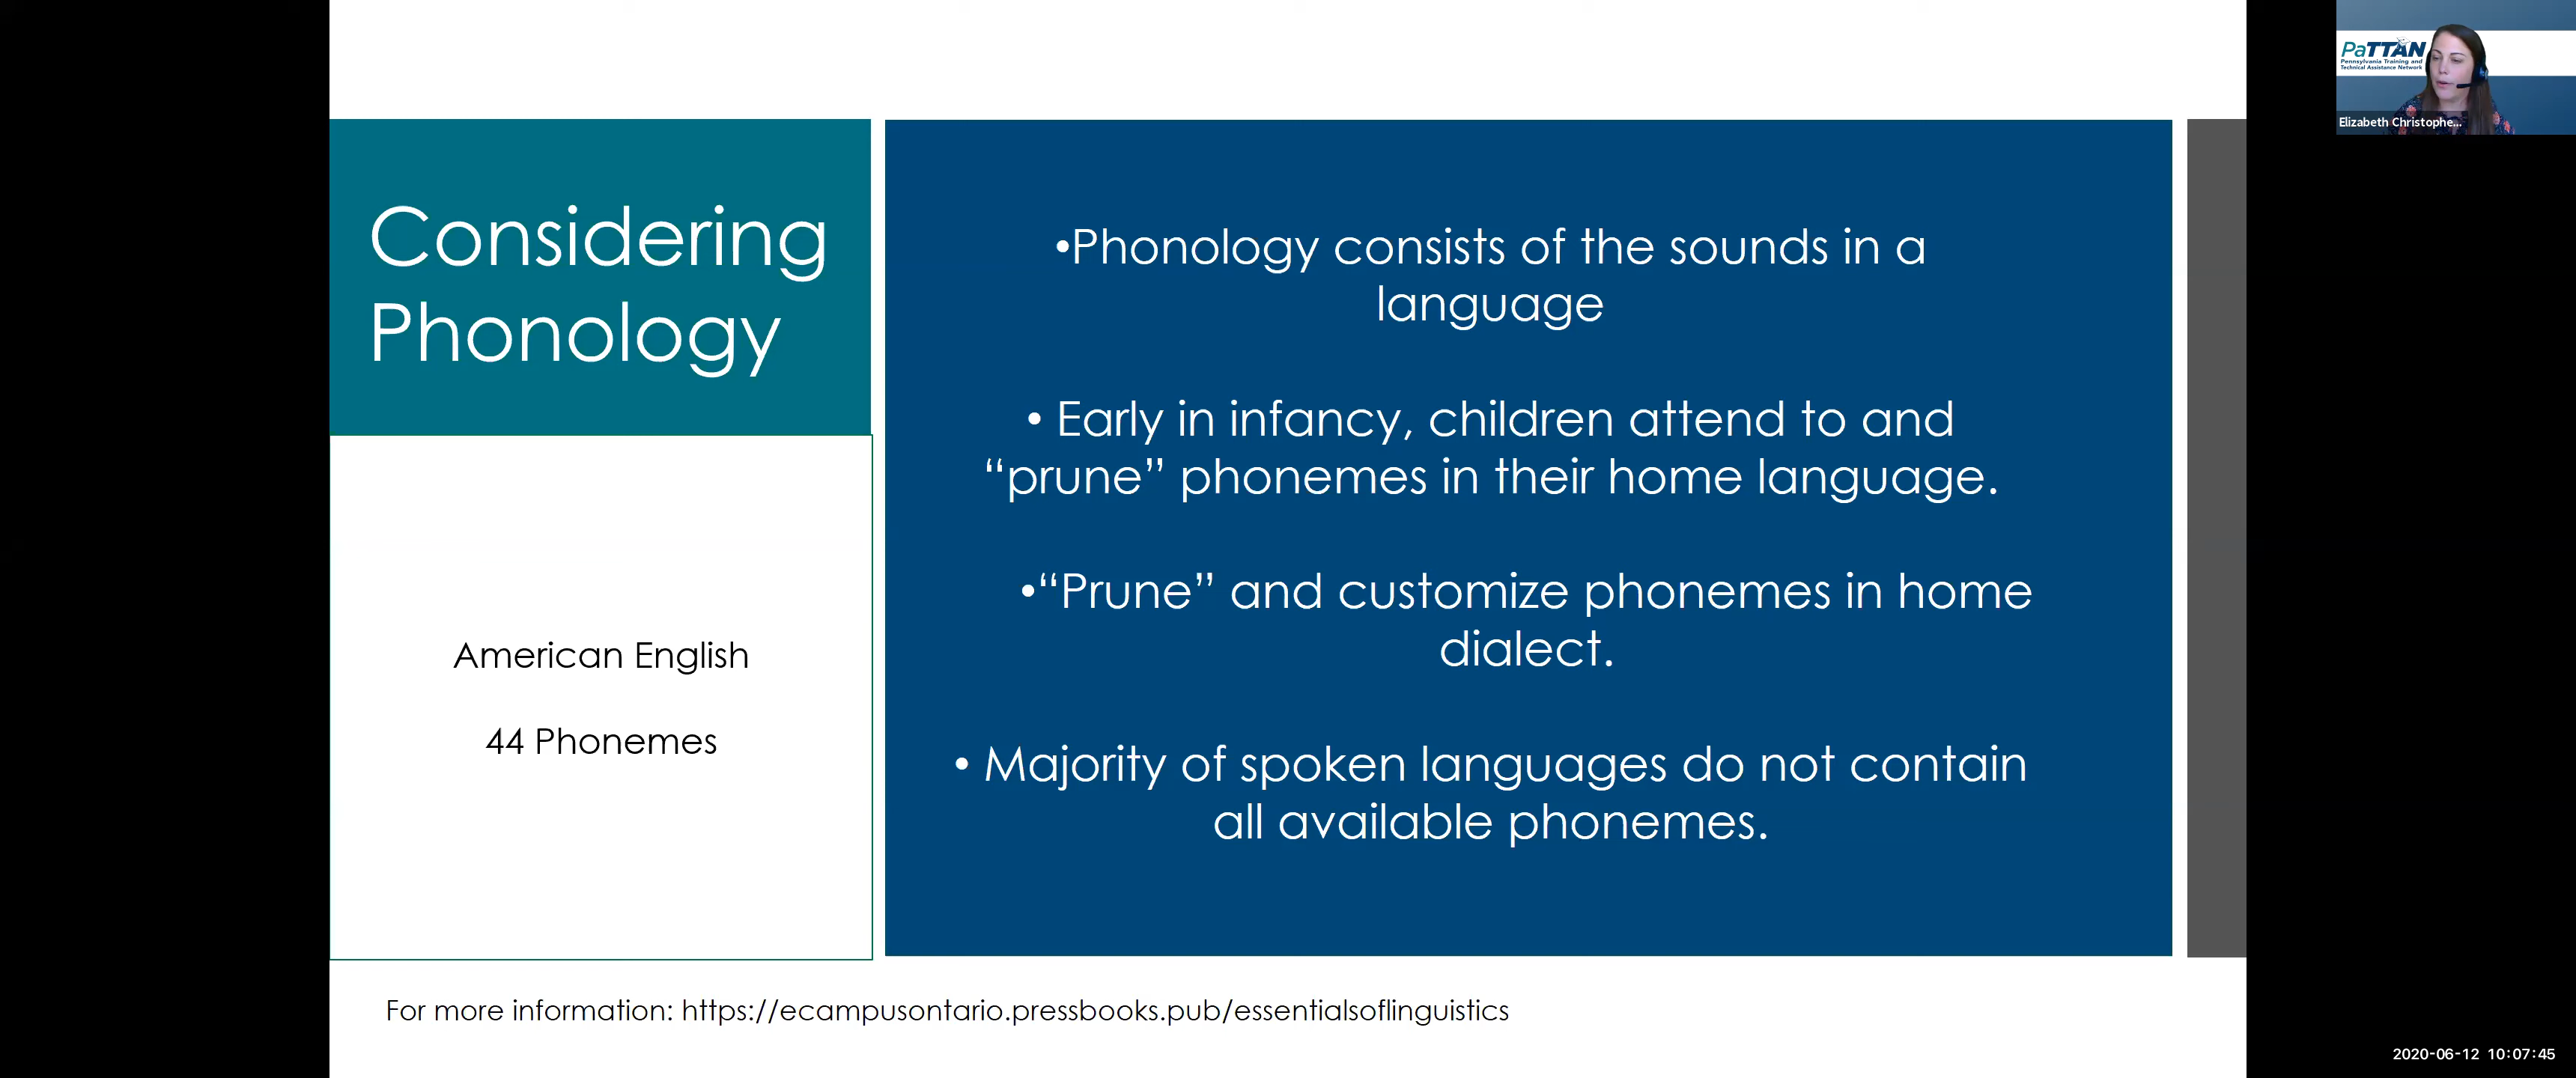 Considering
Phonology
American English
44 Phonemes
•Phonology consists of the sounds in a
language
• Early in infancy, children attend to and
“prune” phonemes in their home language.
•“Prune” and customize phonemes in home
dialect.
• Majority of spoken languages do not contain
all available phonemes.
For more information: https://ecampusontario.pressbooks.pub/essentialsoflinguistics
PaTTAN
Pennsylvania Training and
Technical Assistance Network
Elizabeth Christophe...
2020-06-12 10:07:45